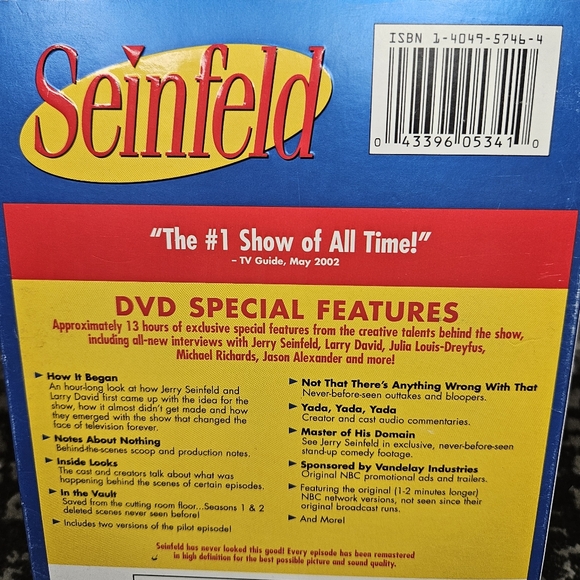 Seinfeld
ISBN 1-4049-5746-4
0 43396 05341 0
“The #1 Show of All Time!”
– TV Guide, May 2002
DVD SPECIAL FEATURES
Approximately 13 hours of exclusive special features from the creative talents behind the show,
including all-new interviews with Jerry Seinfeld, Larry David, Julia Louis-Dreyfus,
Michael Richards, Jason Alexander and more!
► How It Began
An hour-long look at how Jerry Seinfeld and
Larry David first came up with the idea for the
show, how it almost didn't get made and how
they emerged with the show that changed the
face of television forever.
► Notes About Nothing
Behind-the-scenes scoop and production notes.
► Inside Looks
The cast and creators talk about what was
happening behind the scenes of certain episodes.
► In the Vault
Saved from the cutting room floor...Seasons 1 & 2
deleted scenes never seen before!
► Includes two versions of the pilot episode!
► Not That There's Anything Wrong With That
Never-before-seen outtakes and bloopers.
► Yada, Yada, Yada
Creator and cast audio commentaries.
► Master of His Domain
See Jerry Seinfeld in exclusive, never-before-seen
stand-up comedy footage.
► Sponsored by Vandelay Industries
Original NBC promotional ads and trailers.
► Featuring the original (1-2 minutes longer)
NBC network versions, not seen since their
original broadcast runs.
► And More!
Seinfeld has never looked this good! Every episode has been remastered
in high definition for the best possible picture and sound quality.